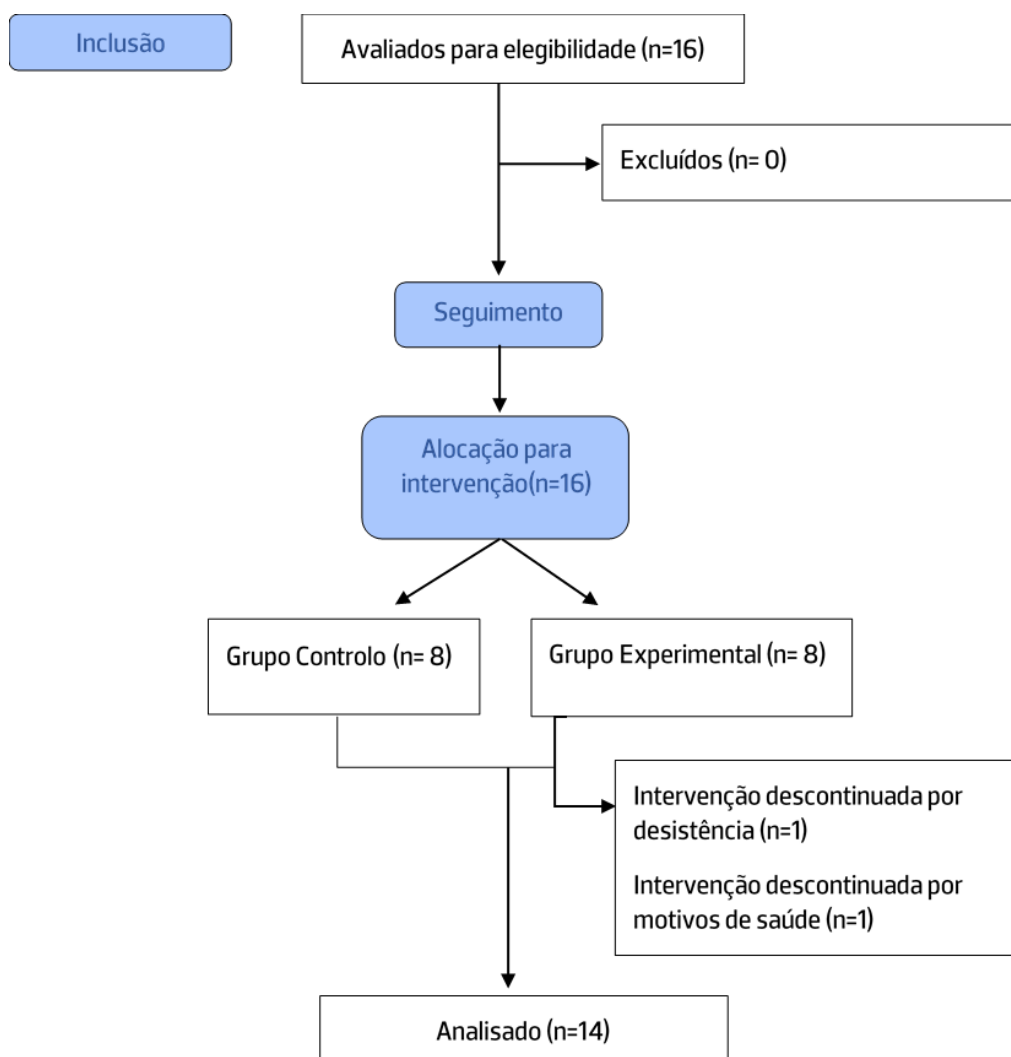 Inclusão
Avaliados para elegibilidade (n=16)
Excluídos (n= 0)
Seguimento
Alocação para
intervenção(n=16)
Grupo Controlo (n= 8)
Grupo Experimental (n= 8)
Intervenção descontinuada por
desistência (n=1)
Intervenção descontinuada por
motivos de saúde (n=1)
Analisado (n=14)